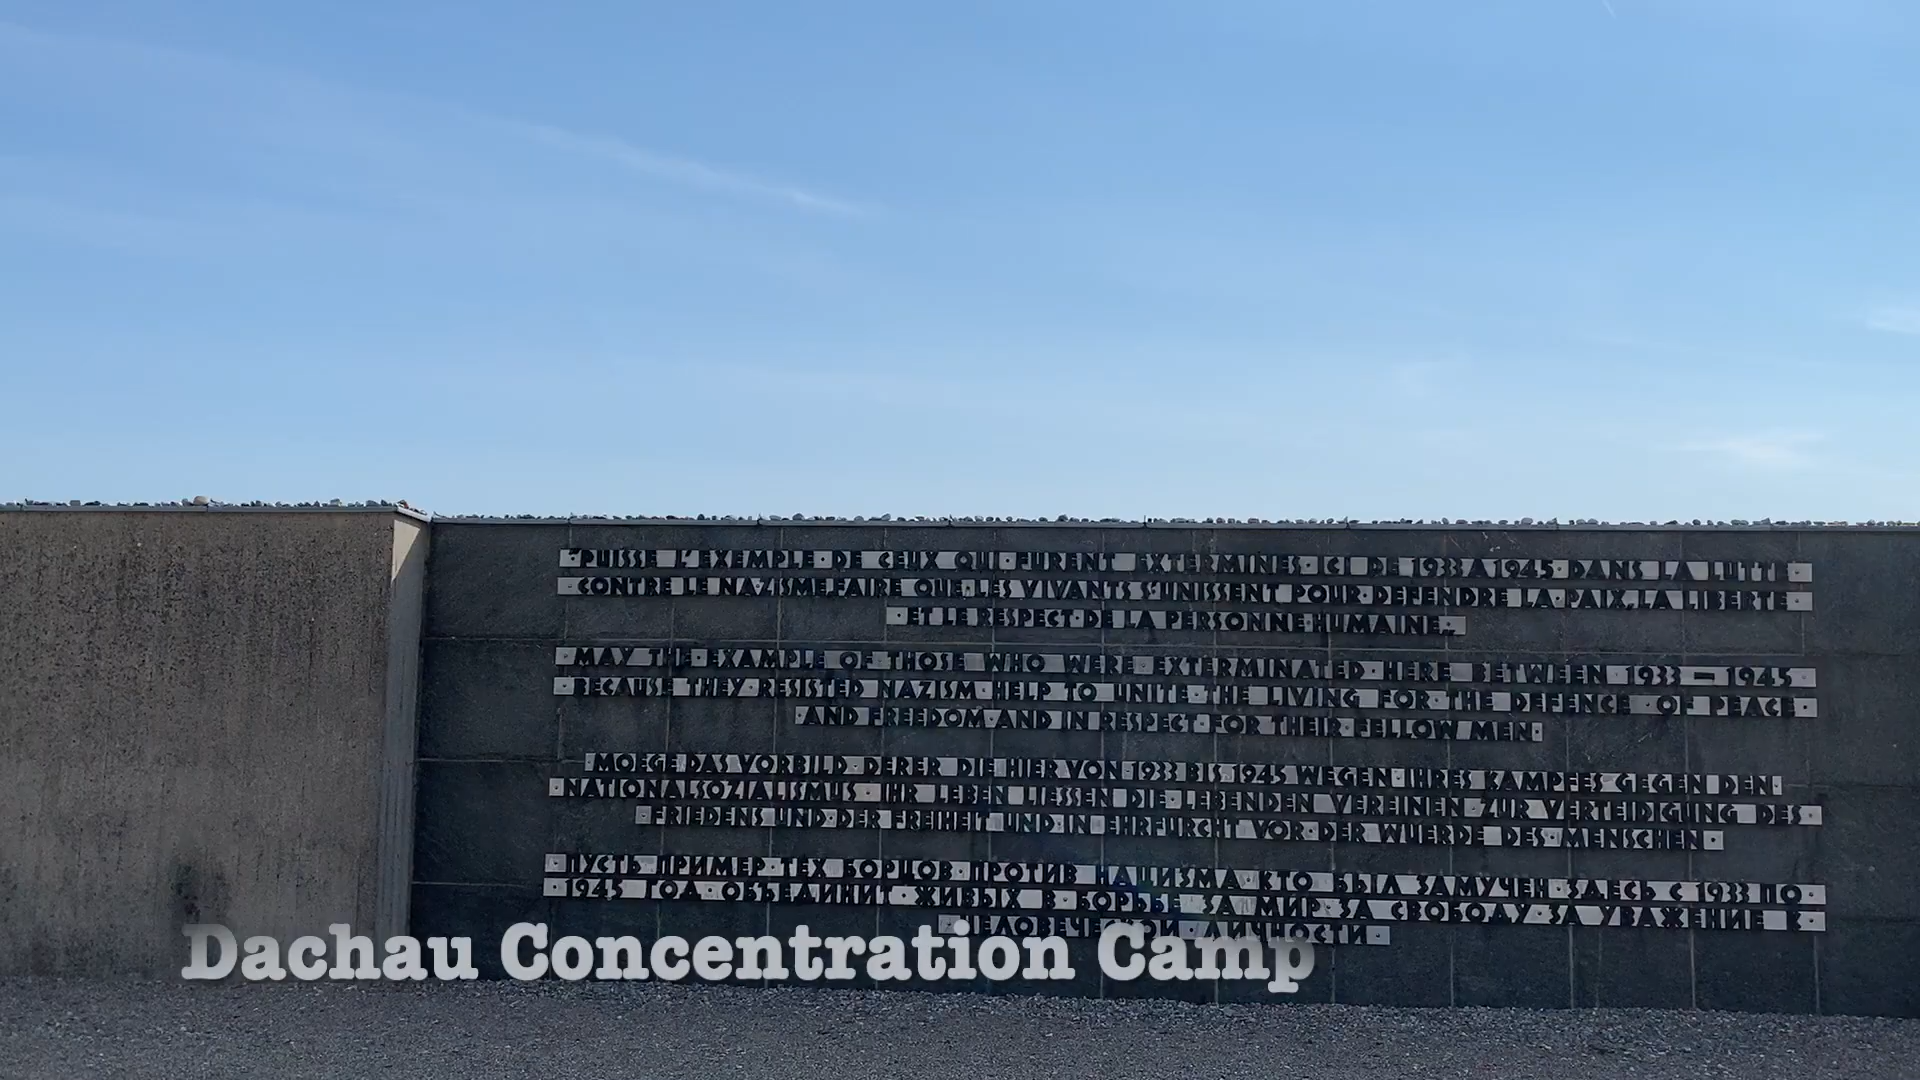 "PUISSE L'EXEMPLE DE CEUX QUI FURENT EXTERMINES ICI DE 1933 A 1945 DANS LA LUTTE
CONTRE LE NAZISME, FAIRE QUE LES VIVANTS S'UNISSENT POUR DEFENDRE LA PAIX, LA LIBERTE
ET LE RESPECT DE LA PERSONNE HUMAINE„
MAY THE EXAMPLE OF THOSE WHO WERE EXTERMINATED HERE BETWEEN 1933 — 1945
BECAUSE THEY RESISTED NAZISM HELP TO UNITE THE LIVING FOR THE DEFENCE OF PEACE
AND FREEDOM AND IN RESPECT FOR THEIR FELLOW MEN
MOEGE DAS VORBILD DERER DIE HIER VON 1933 BIS 1945 WEGEN IHRES KAMPFES GEGEN DEN
NATIONALSOZIALISMUS IHR LEBEN LIESSEN DIE LEBENDEN VEREINEN ZUR VERTEIDIGUNG DES
FRIEDENS UND DER FREIHEIT UND IN EHRFURCHT VOR DER WUERDE DES MENSCHEN
ПУСТЬ ПРИМЕР ТЕХ БОРЦОВ ПРОТИВ НАЦИЗМА КТО БЫЛ ЗАМУЧЕН ЗДЕСЬ С 1933 ПО
1945 ГОД ОБЪЕДИНИТ ЖИВЫХ В БОРЬБЕ ЗА МИР ЗА СВОБОДУ ЗА УВАЖЕНИЕ К
ЧЕЛОВЕЧЕСКОЙ ЛИЧНОСТИ
Dachau Concentration Camp